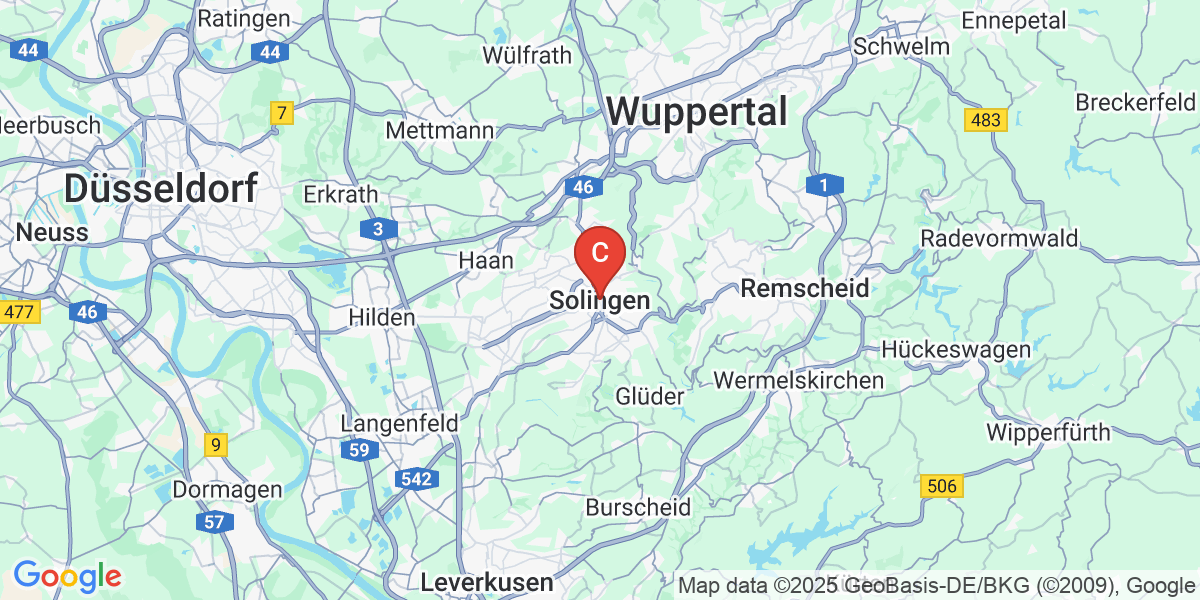 Ratingen
Ennepetal
44
44
Wülfrath
Schwelm
7
Wuppertal
Breckerfeld
Meerbusch
Mettmann
483
Düsseldorf
Erkrath
46
1
Neuss
3
C
Radevormwald
Haan
Solingen
Remscheid
477
46
Hilden
Hückeswagen
Wermelskirchen
Glüder
Langenfeld
Wipperfürth
9
59
542
506
Dormagen
Burscheid
57
Google
Leverkusen
Map data ©2025 GeoBasis-DE/BKG (©2009), Google